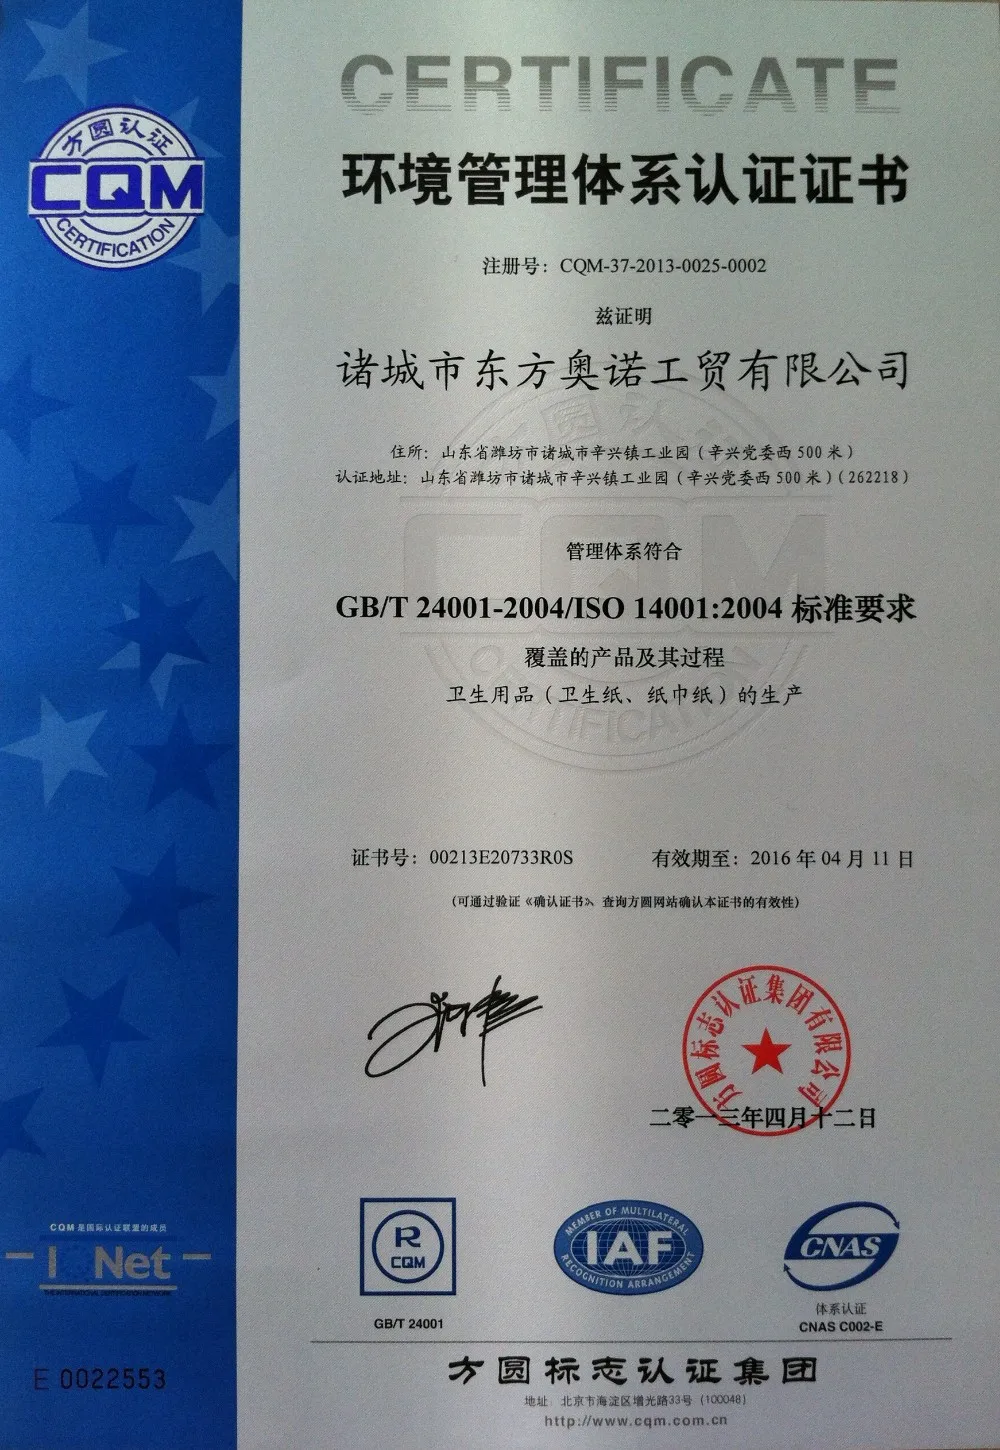 CERTIFICATE
方圆认证
CQM
CERTIFICATION
环境管理体系认证证书
注册号：CQM-37-2013-0025-0002
兹证明
诸城市东方奥诺工贸有限公司
住所：山东省潍坊市诸城市辛兴镇工业园（辛兴党委西500米）
认证地址：山东省潍坊市诸城市辛兴镇工业园（辛兴党委西500米）(262218)
管理体系符合
GB/T 24001-2004/ISO 14001:2004 标准要求
覆盖的产品及其过程
卫生用品（卫生纸、纸巾纸）的生产
证书号：00213E20733R0S 有效期至：2016年04月11日
（可通过验证《确认证书》、查询方圆网站确认本证书的有效性）
方圆标志认证集团有限公司
二零一三年四月十二日
CQM 是国际认证联盟的成员
IQNet
THE INTERNATIONAL CERTIFICATION NETWORK
R
CQM
GB/T 24001
MEMBER OF MULTILATERAL
IAF
RECOGNITION ARRANGEMENT
CNAS
体系认证
CNAS C002-E
E 0022553
方圆标志认证集团
地址：北京市海淀区增光路33号（100048）
http://www.cqm.com.cn